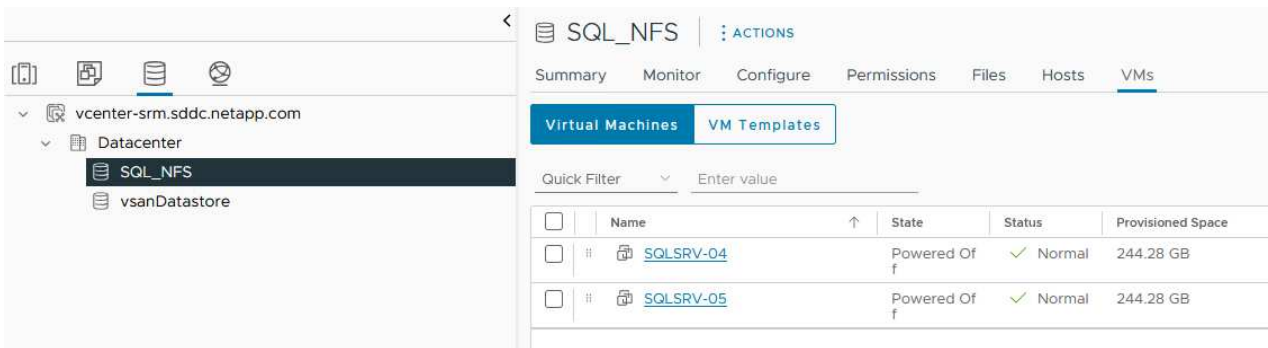 SQL_NFS
ACTIONS
Summary Monitor Configure Permissions Files Hosts VMs
vcenter-srm.sddc.netapp.com
Datacenter
SQL_NFS
vsanDatastore
Virtual Machines VM Templates
Quick Filter Enter value
Name State Status Provisioned Space
SQLSRV-04 Powered Of Normal 244.28 GB
f
SQLSRV-05 Powered Of Normal 244.28 GB
f